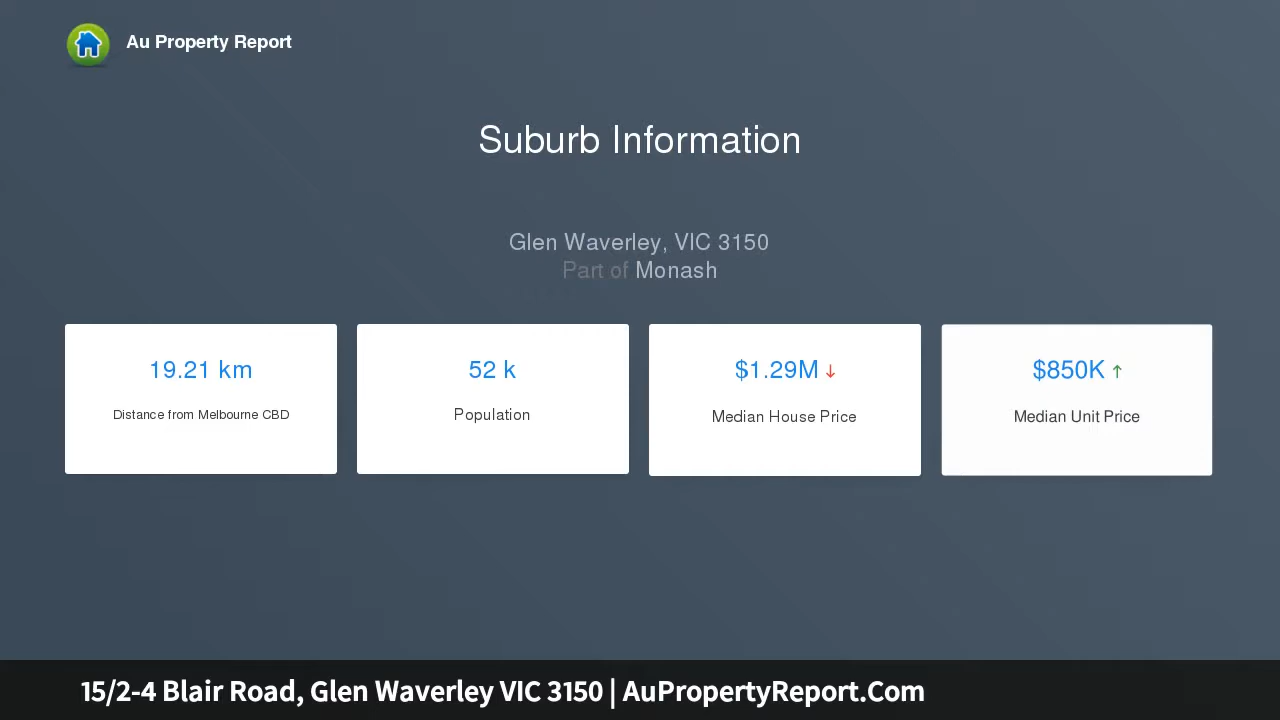 Au Property Report
Suburb Information
Glen Waverley, VIC 3150
Part of Monash
19.21 km
Distance from Melbourne CBD
52 k
Population
$1.29M ↓
Median House Price
$850K ↑
Median Unit Price
15/2-4 Blair Road, Glen Waverley VIC 3150 | AuPropertyReport.Com